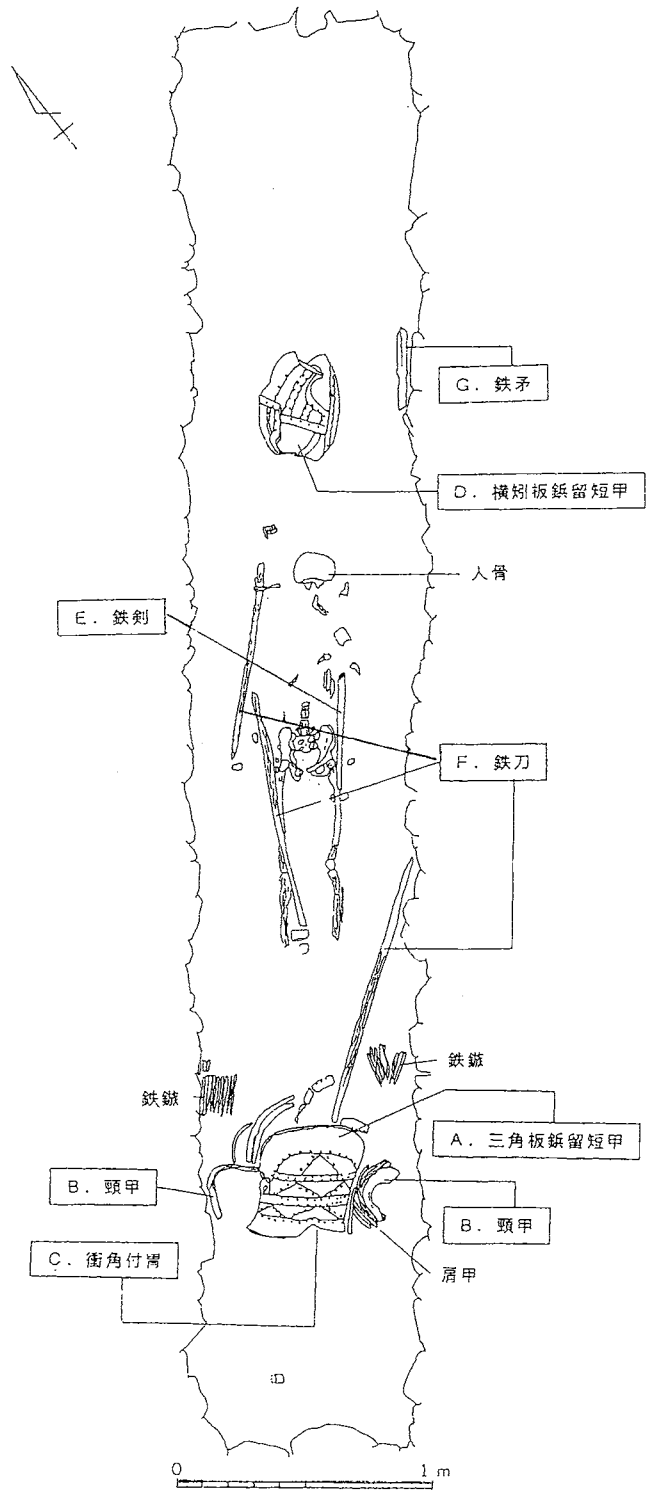 G. 鉄矛
D. 横矧板鋲留短甲
人骨
E. 鉄剣
F. 鉄刀
鉄鏃
鉄鏃
A. 三角板鋲留短甲
B. 頸甲
B. 頸甲
C. 衝角付冑
肩甲
0 1 m